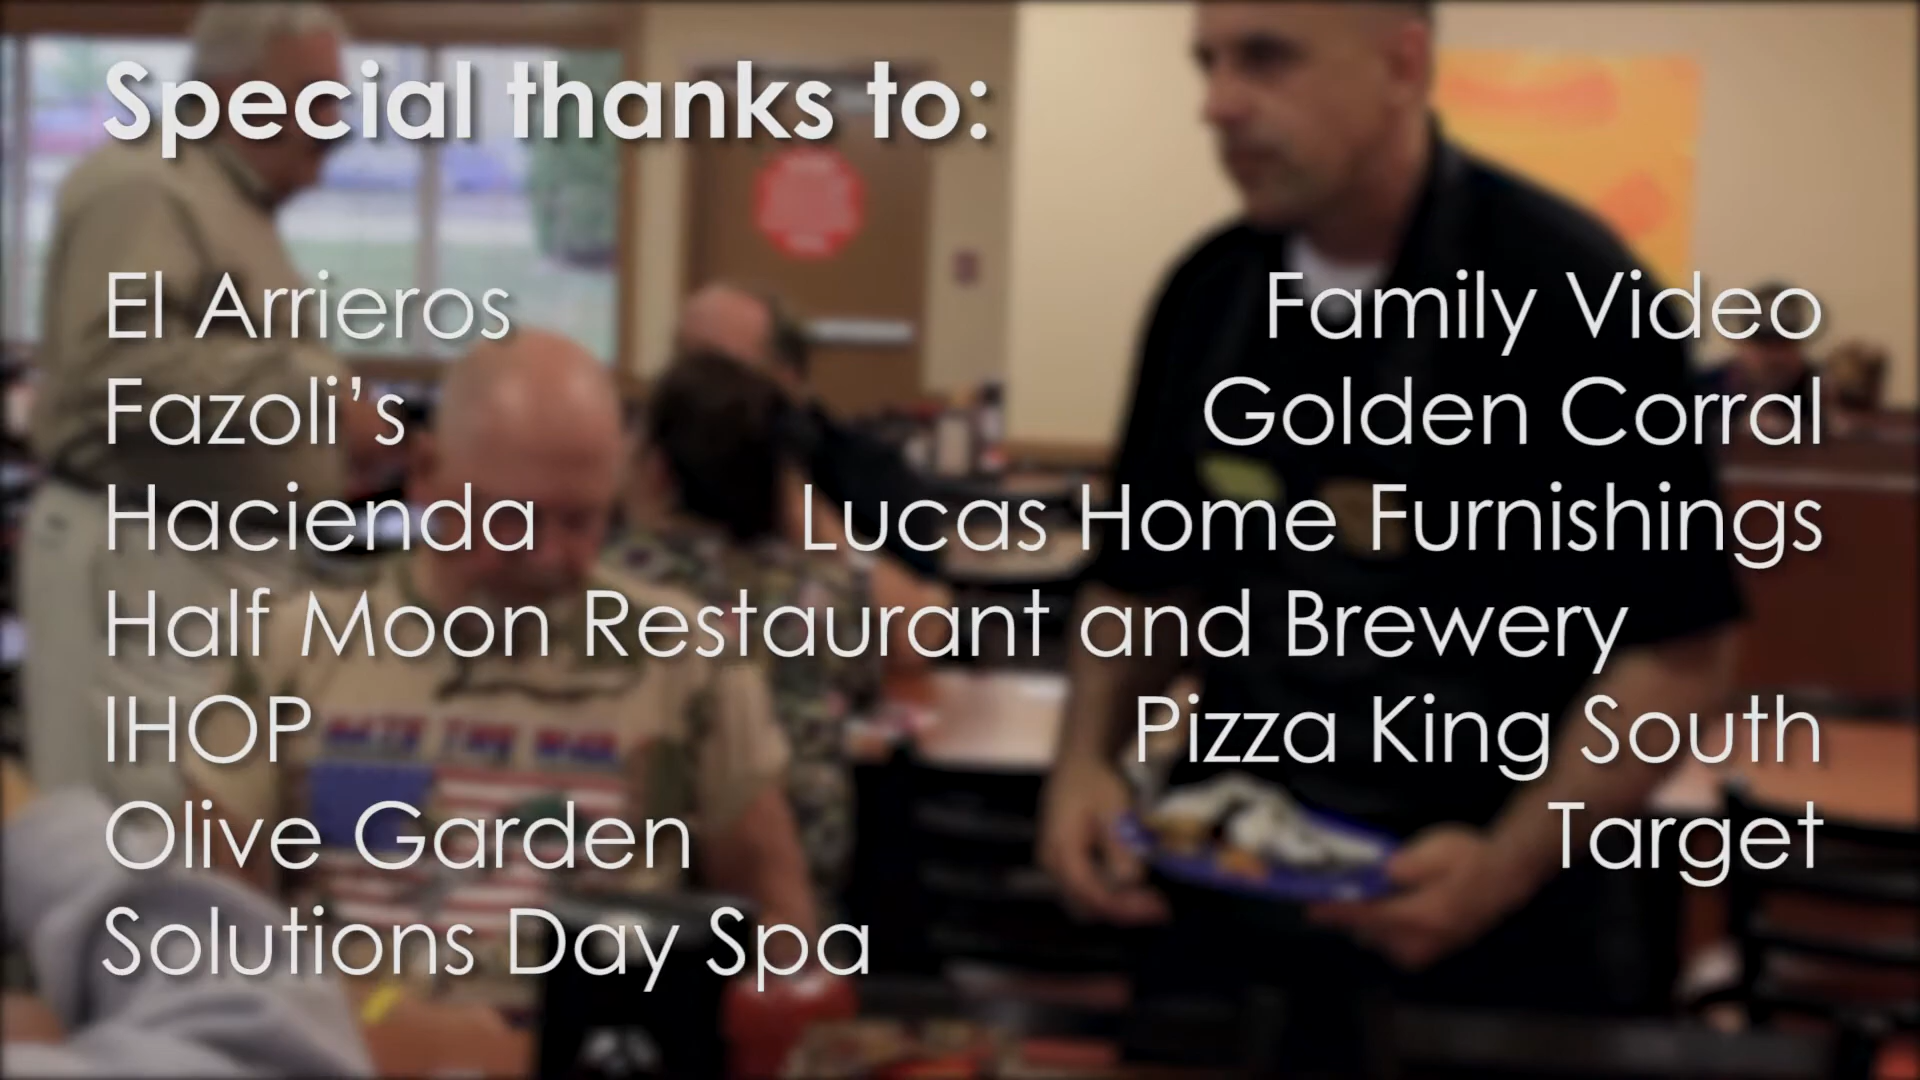 Special thanks to:
El Arrieros
Family Video
Fazoli’s
Golden Corral
Hacienda
Lucas Home Furnishings
Half Moon Restaurant and Brewery
IHOP
Pizza King South
Olive Garden
Target
Solutions Day Spa